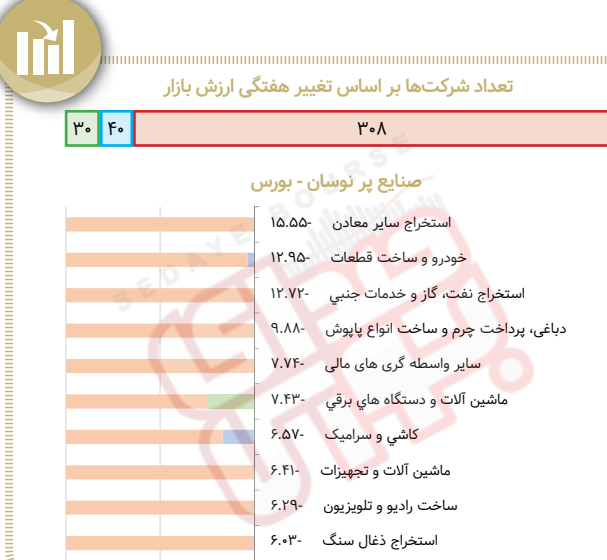 تعداد شرکت‌ها بر اساس تغییر هفتگی ارزش بازار
۳۰۸ ۴۰ ۳۰
صنایع پر نوسان - بورس
استخراج سایر معادن -۱۵.۵۵
خودرو و ساخت قطعات -۱۲.۹۵
استخراج نفت، گاز و خدمات جنبي -۱۲.۷۲
دباغی، پرداخت چرم و ساخت انواع پاپوش -۹.۸۸
سایر واسطه گری های مالی -۷.۷۴
ماشین آلات و دستگاه هاي برقي -۷.۴۳
کاشي و سرامیک -۶.۵۷
ماشین آلات و تجهیزات -۶.۴۱
ساخت رادیو و تلویزیون -۶.۲۹
استخراج ذغال سنگ -۶.۰۳
SEDAYE BOURSE